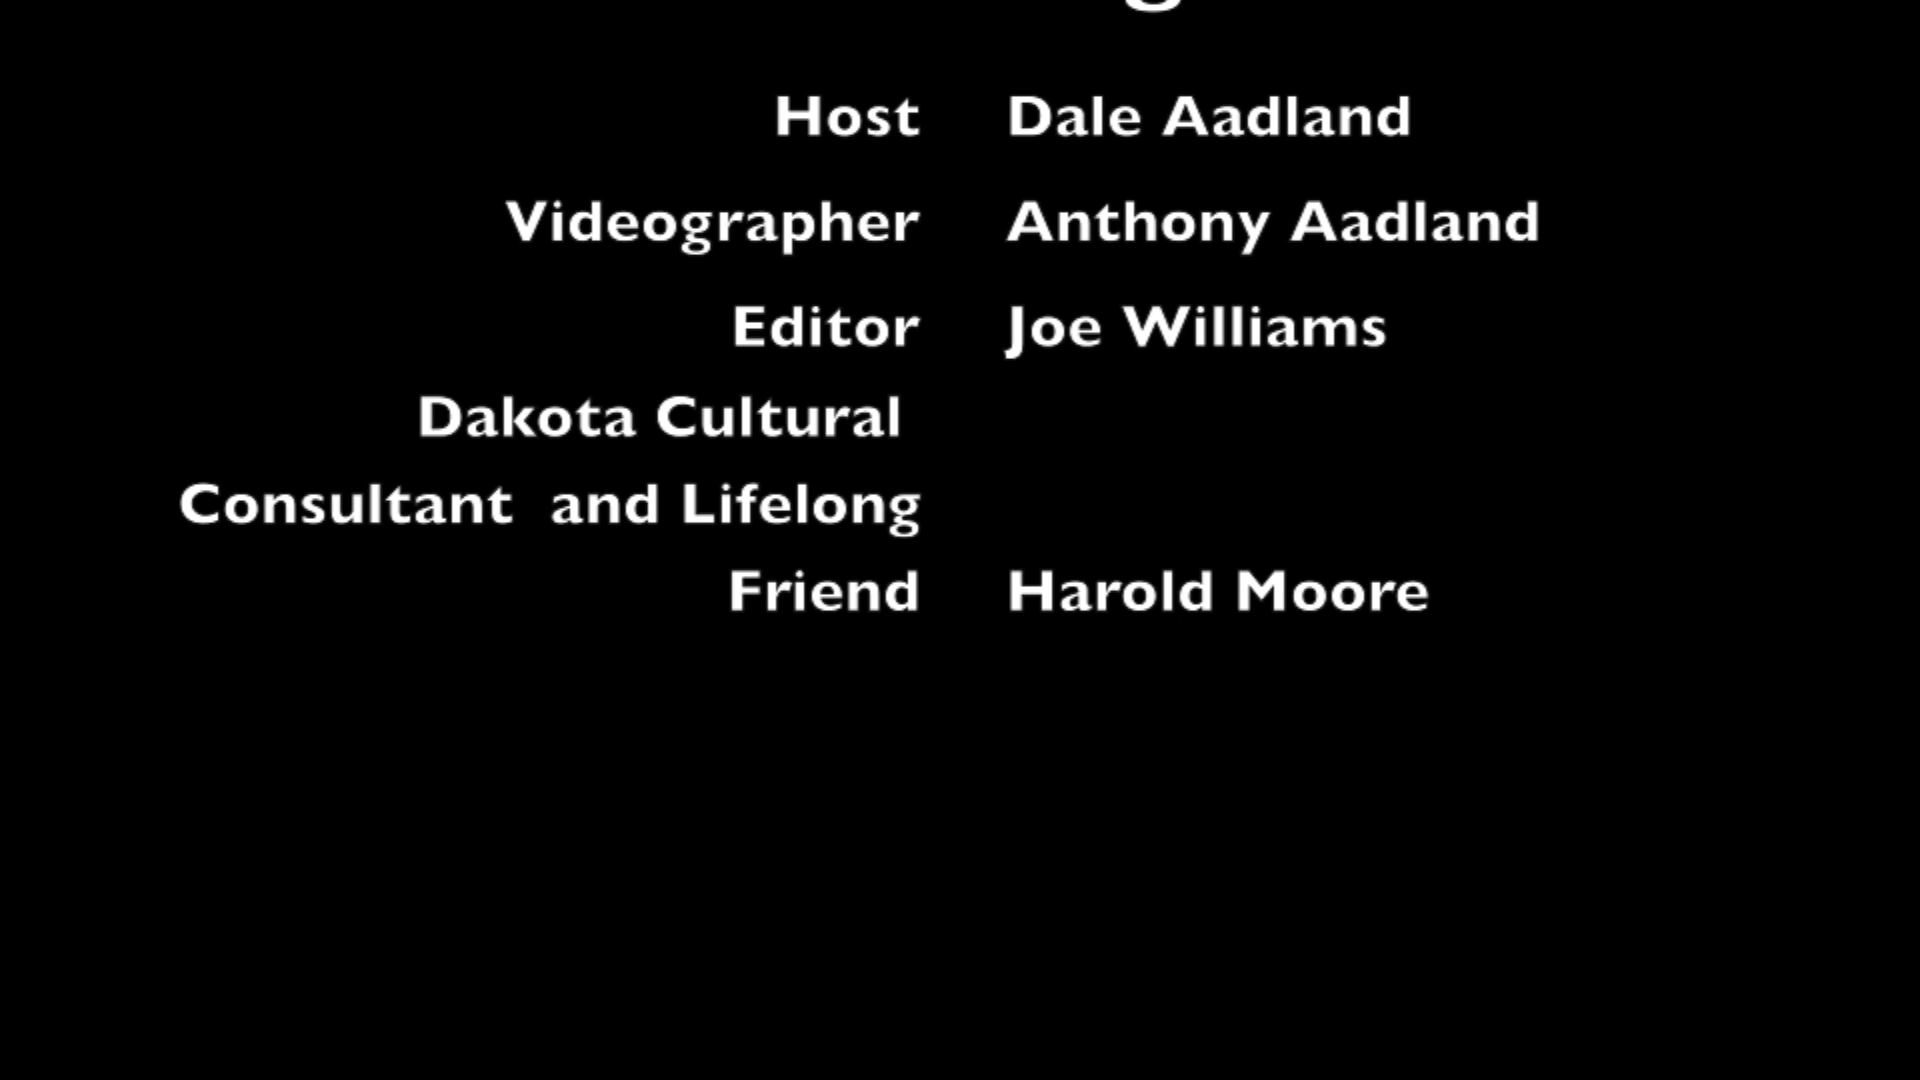 Host Dale Aadland
Videographer Anthony Aadland
Editor Joe Williams
Dakota Cultural
Consultant and Lifelong
Friend Harold Moore